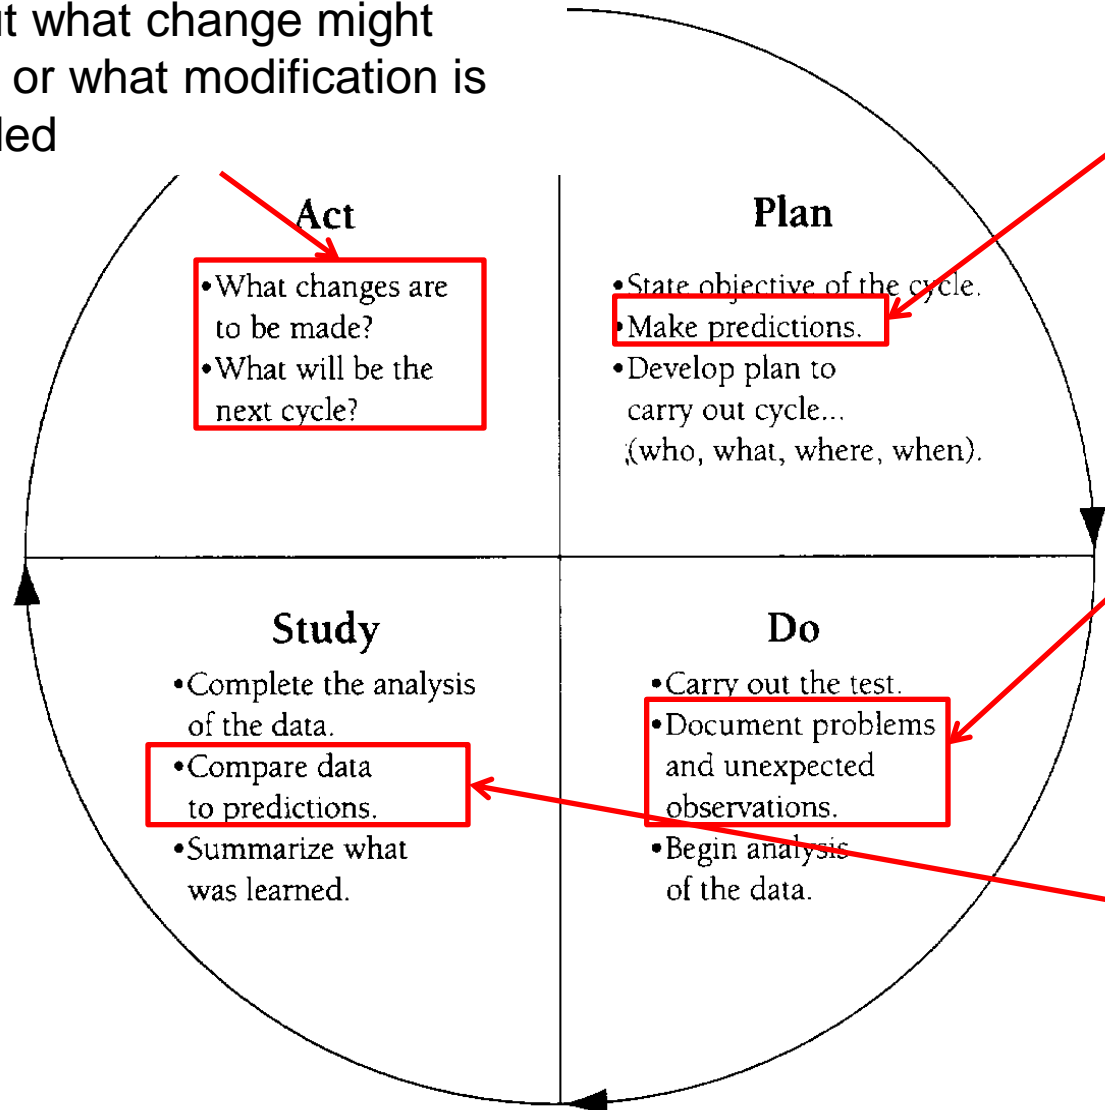 what change might
or what modification is
Act
•What changes are
to be made?
•What will be the
next cycle?
Plan
•State objective of the cycle.
•Make predictions.
•Develop plan to
carry out cycle...
(who, what, where, when).
Study
•Complete the analysis
of the data.
•Compare data
to predictions.
•Summarize what
was learned.
Do
•Carry out the test.
•Document problems
and unexpected
observations.
•Begin analysis
of the data.